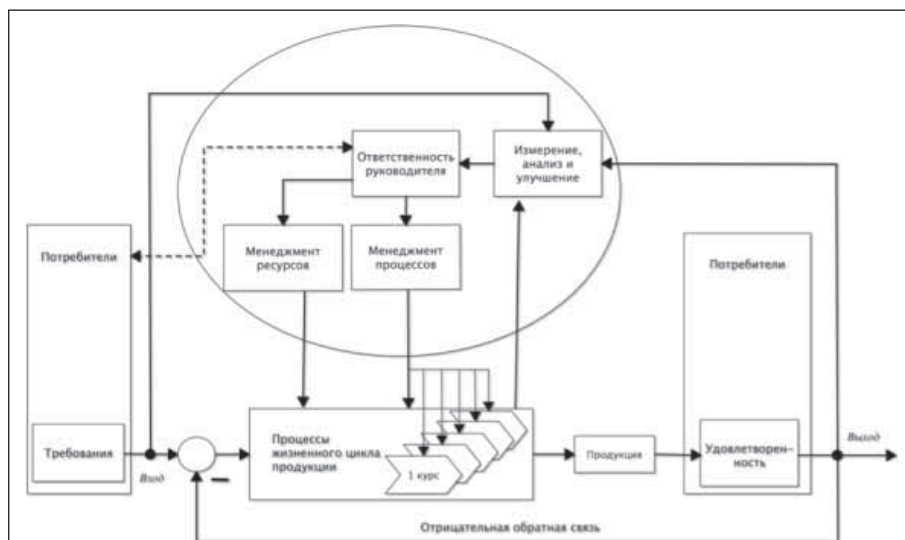 Измерение,
анализ и
улучшение
Ответственность
руководителя
Потребители
Менеджмент
ресурсов
Менеджмент
процессов
Потребители
Требования
Вход
Процессы
жизненного цикла
продукции
1 курс
Продукция
Удовлетворен-
ность
Выход
Отрицательная обратная связь